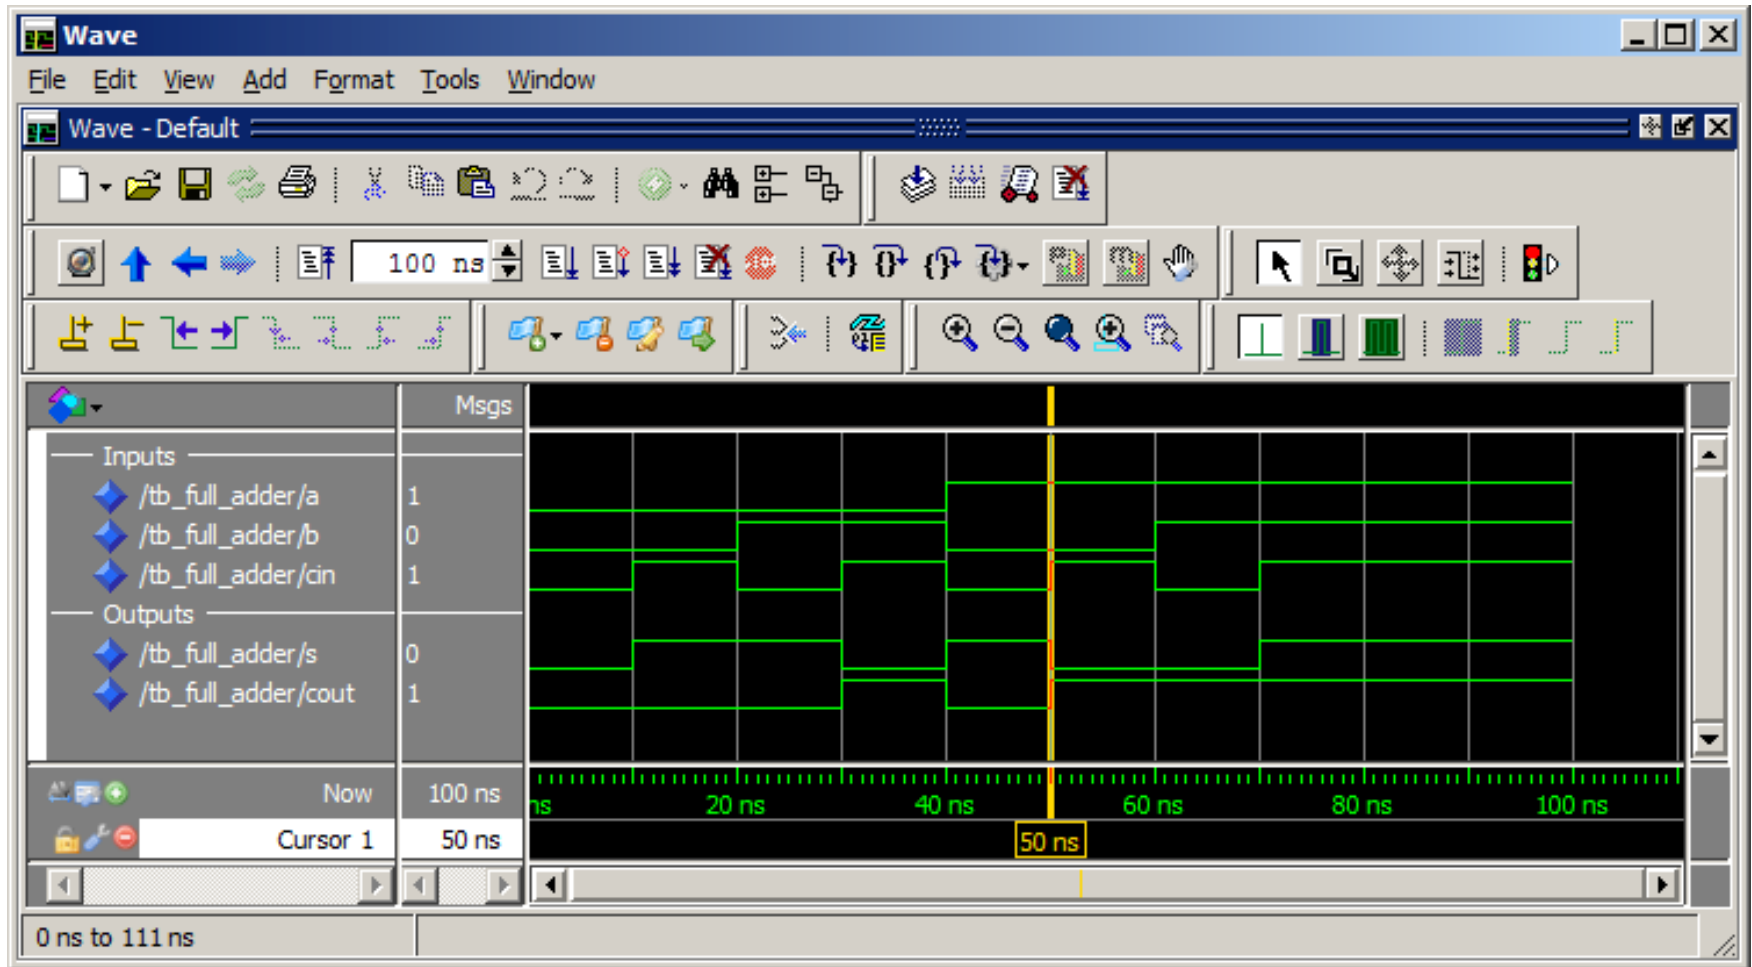 Wave
File Edit View Add Format Tools Window
Wave - Default
100 ns
Msgs
Inputs
/tb_full_adder/a 1
/tb_full_adder/b 0
/tb_full_adder/cin 1
Outputs
/tb_full_adder/s 0
/tb_full_adder/cout 1
Now 100 ns
ns 20 ns 40 ns 60 ns 80 ns 100 ns
Cursor 1 50 ns 50 ns
0 ns to 111 ns